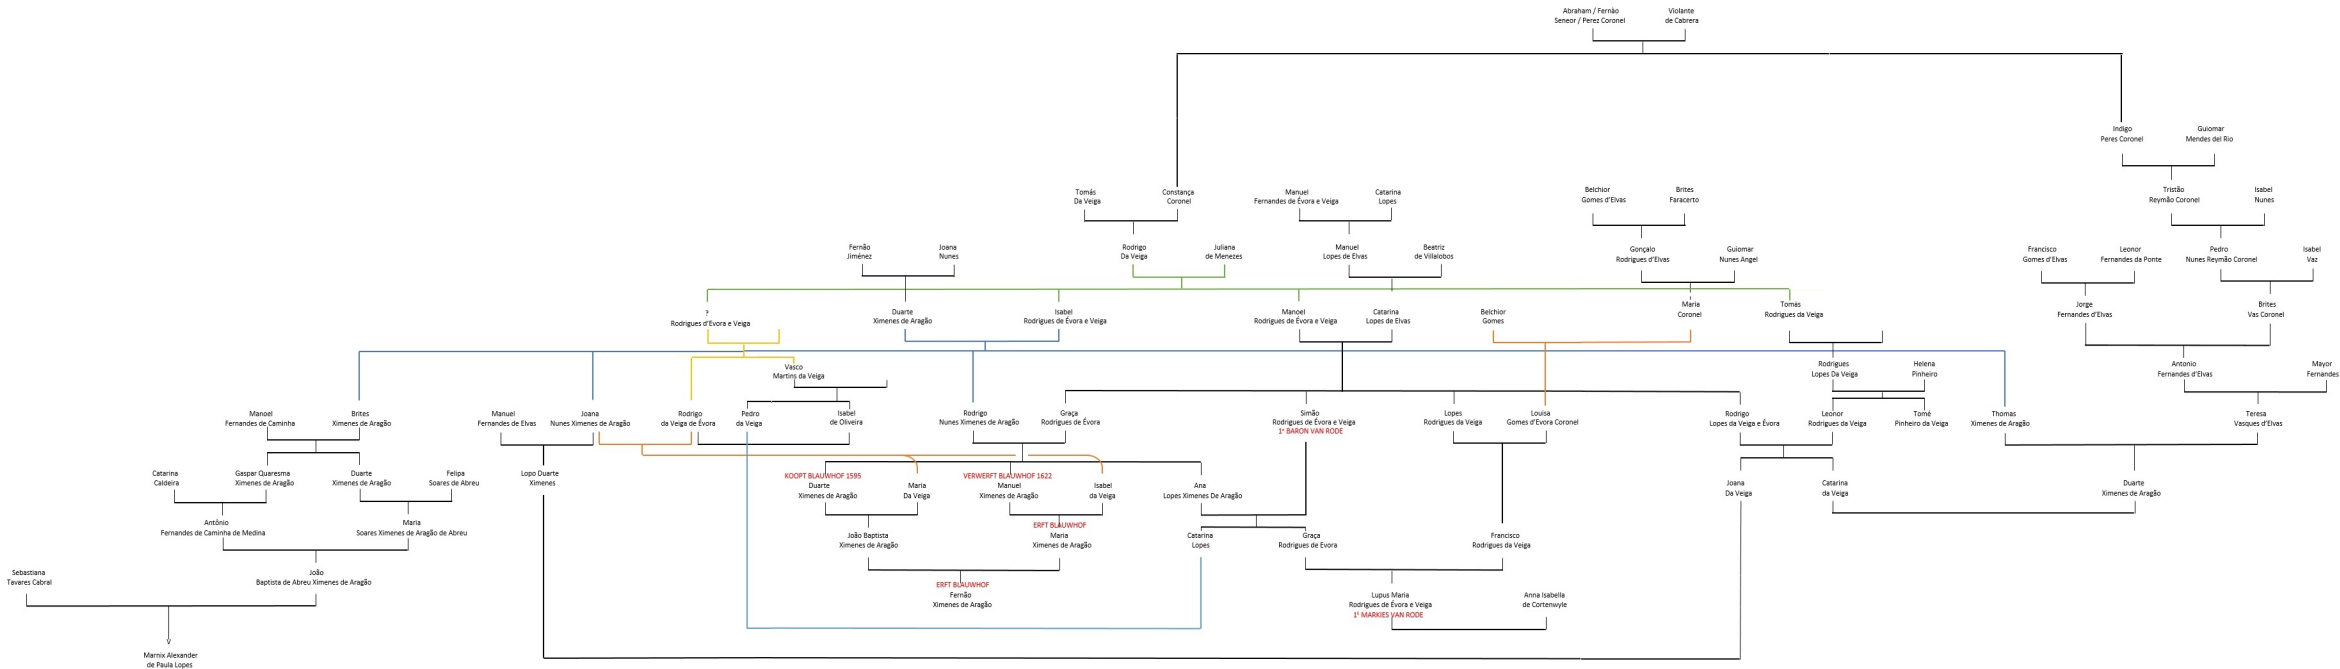 Abraham / Fernão
Seneor / Perez Coronel
Violante
de Cabrera
Indigo
Peres Coronel
Guiomar
Mendes del Rio
Tomás
Da Veiga
Constança
Coronel
Manuel
Fernandes de Évora e Veiga
Catarina
Lopes
Belchior
Gomes d'Elvas
Brites
Faracerto
Tristão
Reymão Coronel
Isabel
Nunes
Fernão
Jiménez
Joana
Nunes
Rodrigo
Da Veiga
Juliana
de Menezes
Manuel
Lopes de Elvas
Beatriz
de Villalobos
Gonçalo
Rodrigues d'Elvas
Guiomar
Nunes Angel
Francisco
Gomes d'Elvas
Leonor
Fernandes da Ponte
Pedro
Nunes Reymão Coronel
Isabel
Vaz
?
Rodrigues d'Evora e Veiga
Duarte
Ximenes de Aragão
Isabel
Rodrigues de Évora e Veiga
Manoel
Rodrigues de Évora e Veiga
Catarina
Lopes de Elvas
Belchior
Gomes
Maria
Coronel
Tomás
Rodrigues da Veiga
Jorge
Fernandes d'Elvas
Brites
Vas Coronel
Vasco
Martins da Veiga
Rodrigues
Lopes Da Veiga
Helena
Pinheiro
Antonio
Fernandes d'Elvas
Mayor
Fernandes
Manoel
Fernandes de Caminha
Brites
Ximenes de Aragão
Manuel
Fernandes de Elvas
Joana
Nunes Ximenes de Aragão
Rodrigo
da Veiga de Évora
Pedro
da Veiga
Isabel
de Oliveira
Rodrigo
Nunes Ximenes de Aragão
Graça
Rodrigues de Évora
Simão
Rodrigues de Évora e Veiga
1e BARON VAN RODE
Lopes
Rodrigues da Veiga
Louisa
Gomes d'Evora Coronel
Rodrigo
Lopes da Veiga e Évora
Leonor
Rodrigues da Veiga
Tomé
Pinheiro da Veiga
Thomas
Ximenes de Aragão
Teresa
Vasques d'Elvas
Catarina
Caldeira
Gaspar Quaresma
Ximenes de Aragão
Duarte
Ximenes de Aragão
Felipa
Soares de Abreu
Lopo Duarte
Ximenes
KOOPT BLAUWHOF 1595
Duarte
Ximenes de Aragão
Maria
Da Veiga
VERWERFT BLAUWHOF 1622
Manuel
Ximenes de Aragão
Isabel
da Veiga
Ana
Lopes Ximenes De Aragão
Joana
Da Veiga
Catarina
da Veiga
Duarte
Ximenes de Aragão
António
Fernandes de Caminha de Medina
Maria
Soares Ximenes de Aragão de Abreu
João Baptista
Ximenes de Aragão
ERFT BLAUWHOF
Maria
Ximenes de Aragão
Catarina
Lopes
Graça
Rodrigues de Evora
Francisco
Rodrigues da Veiga
Sebastiana
Tavares Cabral
João
Baptista de Abreu Ximenes de Aragão
ERFT BLAUWHOF
Fernão
Ximenes de Aragão
Lupus Maria
Rodrigues de Évora e Veiga
1e MARKIES VAN RODE
Anna Isabella
de Cortenwyle
Marnix Alexander
de Paula Lopes